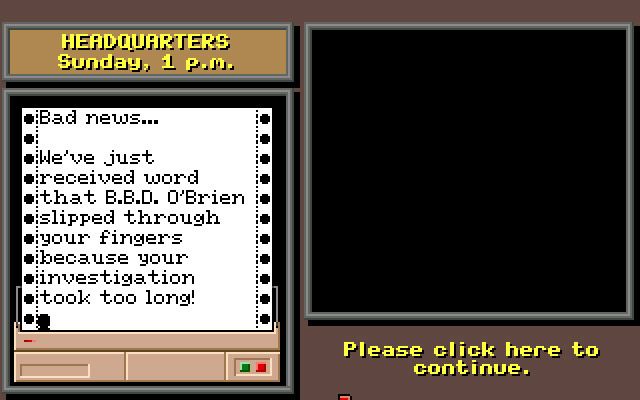 HEADQUARTERS
Sunday, 1 p.m.
Bad news...
We've just
received word
that B.B.D. O'Brien
slipped through
your fingers
because your
investigation
took too long!
Please click here to
continue.